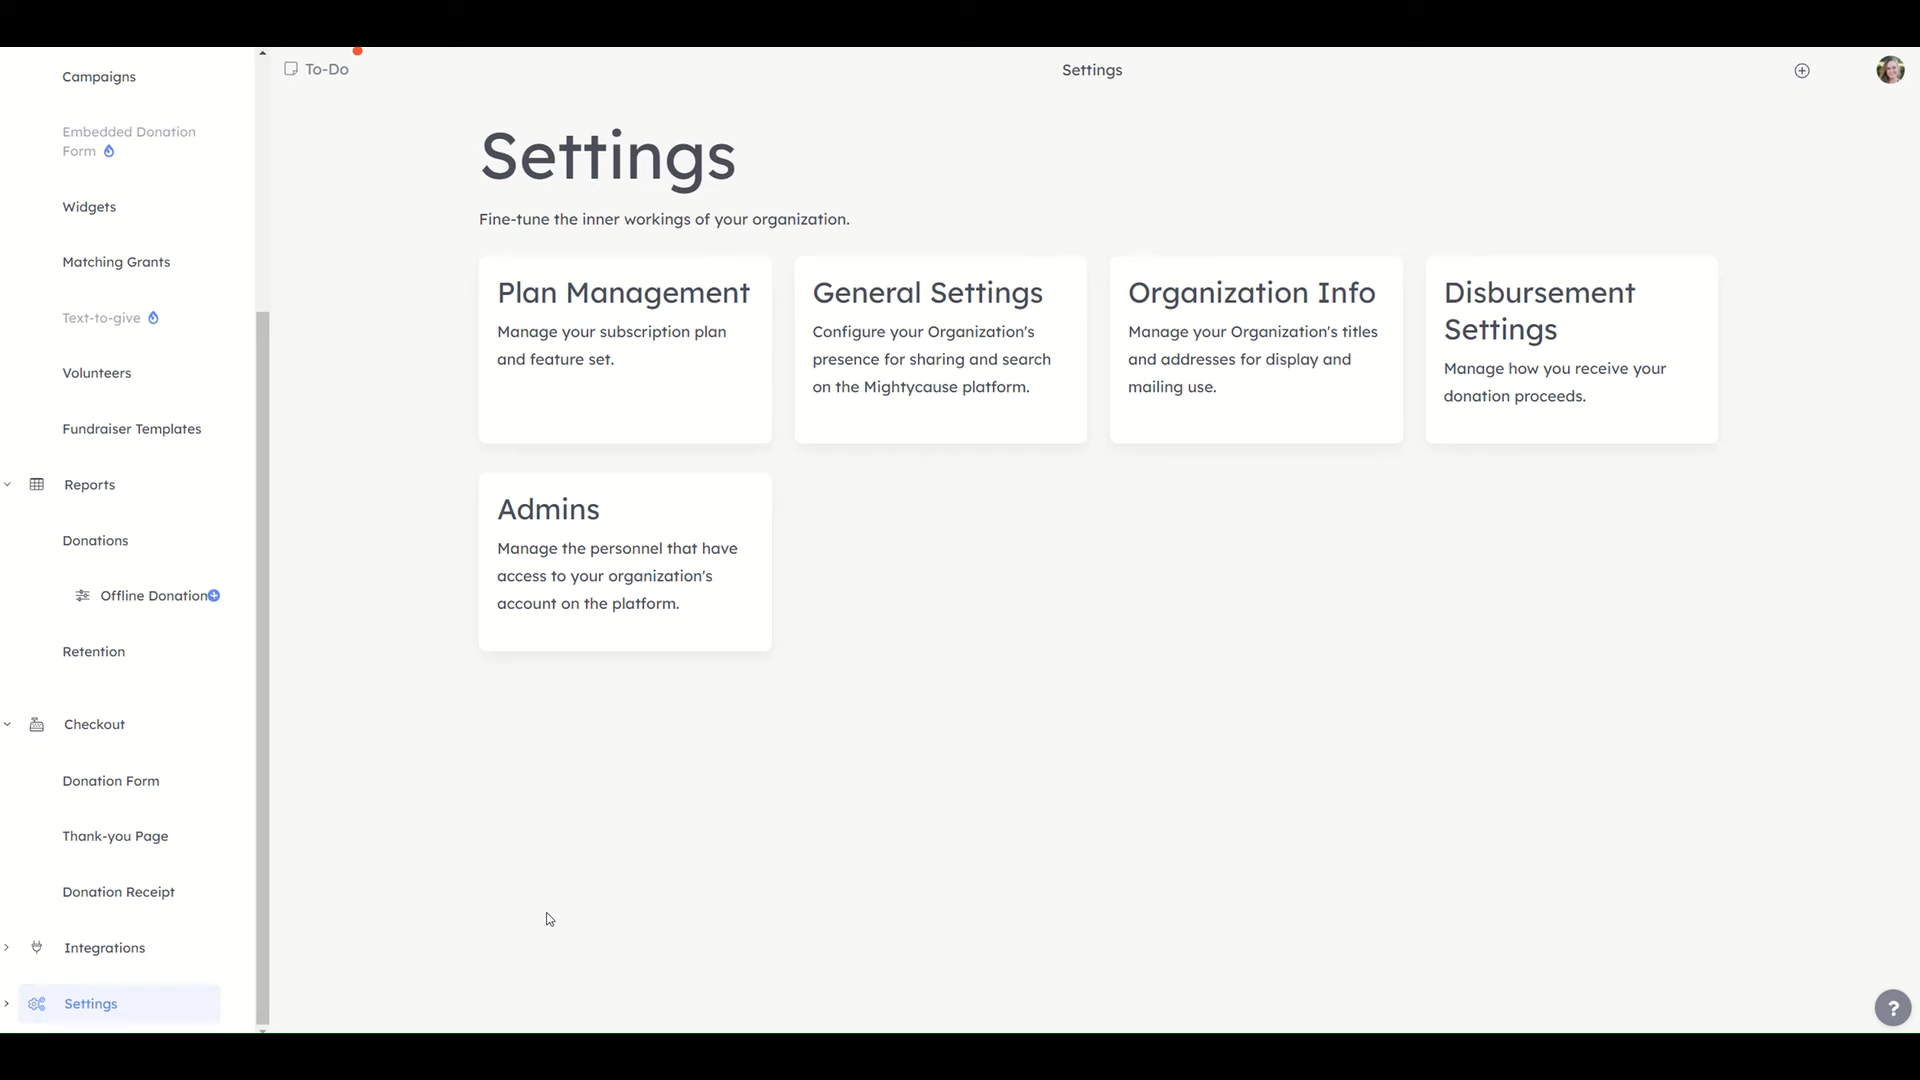 Campaigns
Embedded Donation
Form
Widgets
Matching Grants
Text-to-give
Volunteers
Fundraiser Templates
Reports
Donations
Offline Donation
Retention
Checkout
Donation Form
Thank-you Page
Donation Receipt
Integrations
Settings
To-Do
Settings
Settings
Fine-tune the inner workings of your organization.
Plan Management
Manage your subscription plan
and feature set.
General Settings
Configure your Organization's
presence for sharing and search
on the Mightycause platform.
Organization Info
Manage your Organization's titles
and addresses for display and
mailing use.
Disbursement
Settings
Manage how you receive your
donation proceeds.
Admins
Manage the personnel that have
access to your organization's
account on the platform.
?